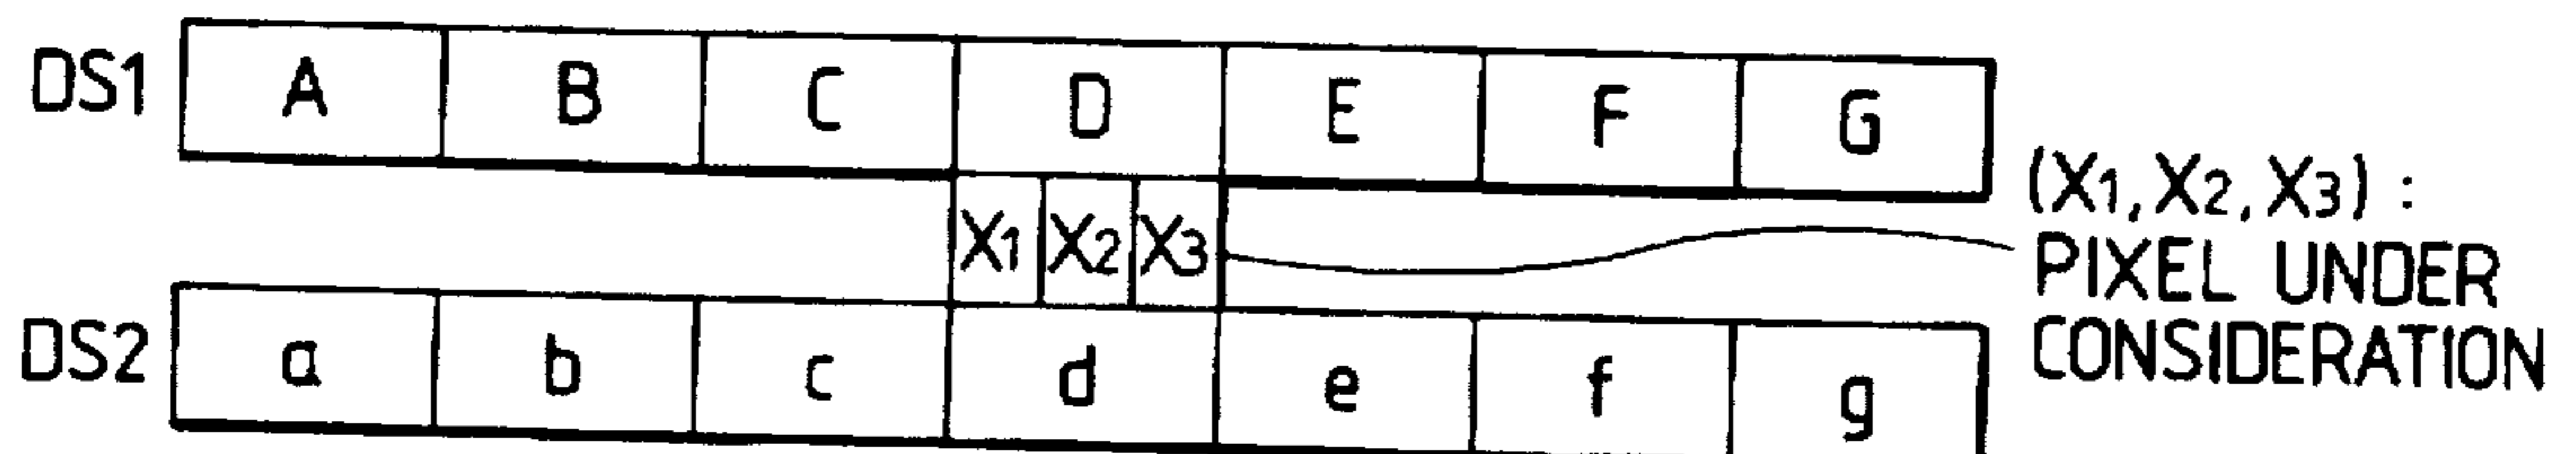 DS1 A B C D E F G
X1 X2 X3
(X1, X2, X3) :
PIXEL UNDER
CONSIDERATION
DS2 a b c d e f g